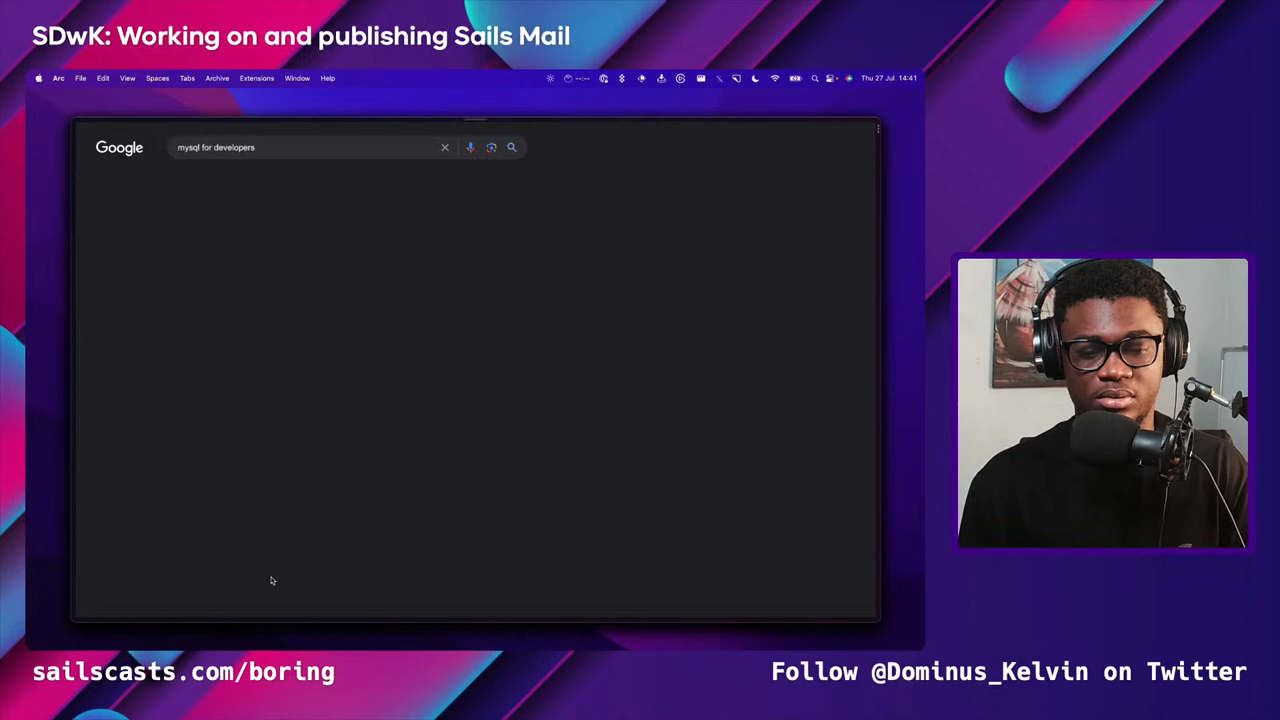 SDwK: Working on and publishing Sails Mail
Arc File Edit View Spaces Tabs Archive Extensions Window Help
Thu 27 Jul 14:41
Google
mysql for developers
sailscasts.com/boring
Follow @Dominus_Kelvin on Twitter